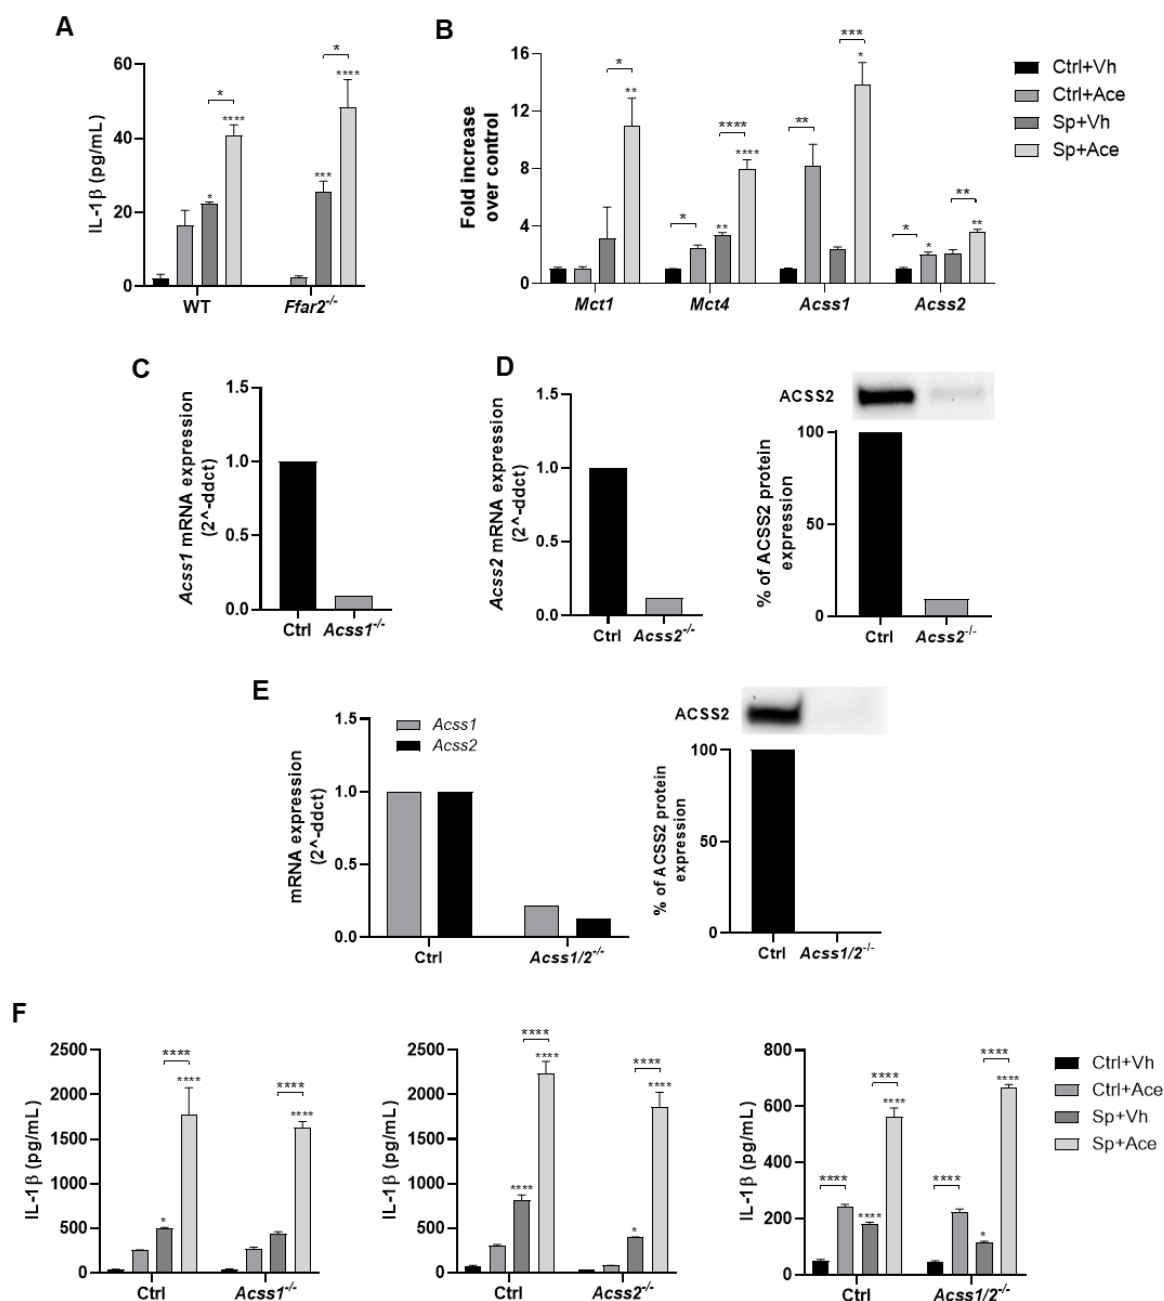 A
60
40
20
0
IL-1β (pg/mL)
*
****
*
*
***
****
WT
Ffar2-/-
B
16
12
8
4
0
Fold increase
over control
*
**
*
**
****
****
**
***
*
*
*
**
**
Mct1
Mct4
Acss1
Acss2
Ctrl+Vh
Ctrl+Ace
Sp+Vh
Sp+Ace
C
1.5
1.0
0.5
0.0
Acss1 mRNA expression
(2^-ddct)
Ctrl
Acss1-/-
D
1.5
1.0
0.5
0.0
Acss2 mRNA expression
(2^-ddct)
Ctrl
Acss2-/-
ACSS2
100
50
0
% of ACSS2 protein
expression
Ctrl
Acss2-/-
E
1.5
1.0
0.5
0.0
mRNA expression
(2^-ddct)
Acss1
Acss2
Ctrl
Acss1/2-/-
ACSS2
100
50
0
% of ACSS2 protein
expression
Ctrl
Acss1/2-/-
F
2500
2000
1500
1000
500
0
IL-1β (pg/mL)
****
****
*
****
****
Ctrl
Acss1-/-
2500
2000
1500
1000
500
0
IL-1β (pg/mL)
****
****
****
****
****
*
Ctrl
Acss2-/-
800
600
400
200
0
IL-1β (pg/mL)
****
****
****
****
****
****
****
*
Ctrl
Acss1/2-/-
Ctrl+Vh
Ctrl+Ace
Sp+Vh
Sp+Ace